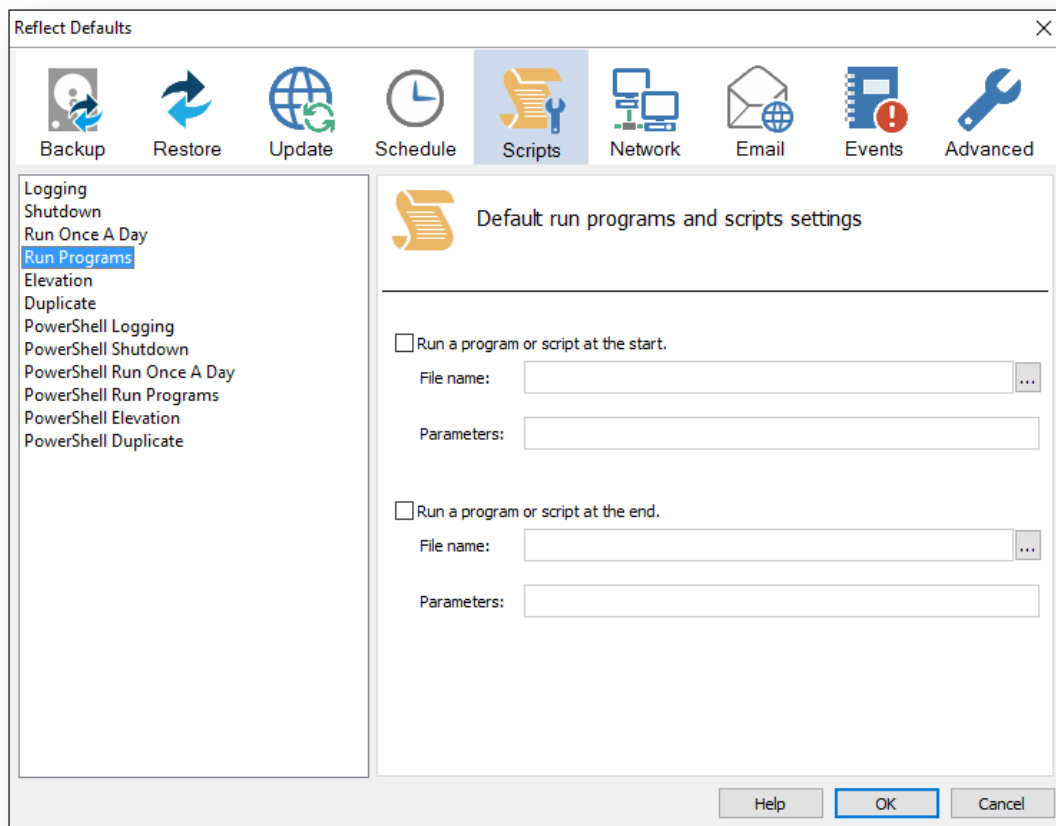 Reflect Defaults
Backup Restore Update Schedule Scripts Network Email Events Advanced
Logging
Shutdown
Run Once A Day
Run Programs
Elevation
Duplicate
PowerShell Logging
PowerShell Shutdown
PowerShell Run Once A Day
PowerShell Run Programs
PowerShell Elevation
PowerShell Duplicate
Default run programs and scripts settings
Run a program or script at the start.
File name:
...
Parameters:
Run a program or script at the end.
File name:
...
Parameters:
Help OK Cancel